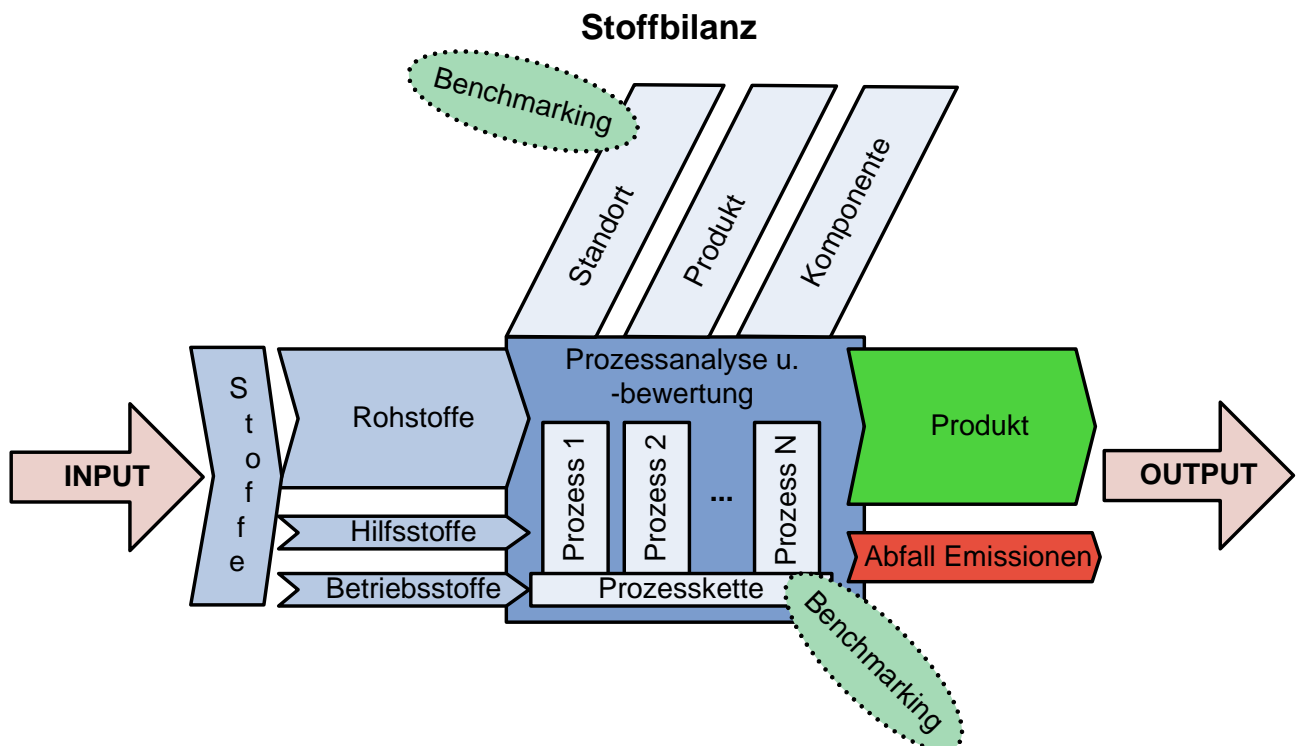 Stoffbilanz
Benchmarking
Standort
Produkt
Komponente
INPUT
Stoffe
Rohstoffe
Hilfsstoffe
Betriebsstoffe
Prozessanalyse u.
-bewertung
Prozess 1
Prozess 2
...
Prozess N
Prozesskette
Benchmarking
Produkt
Abfall Emissionen
OUTPUT